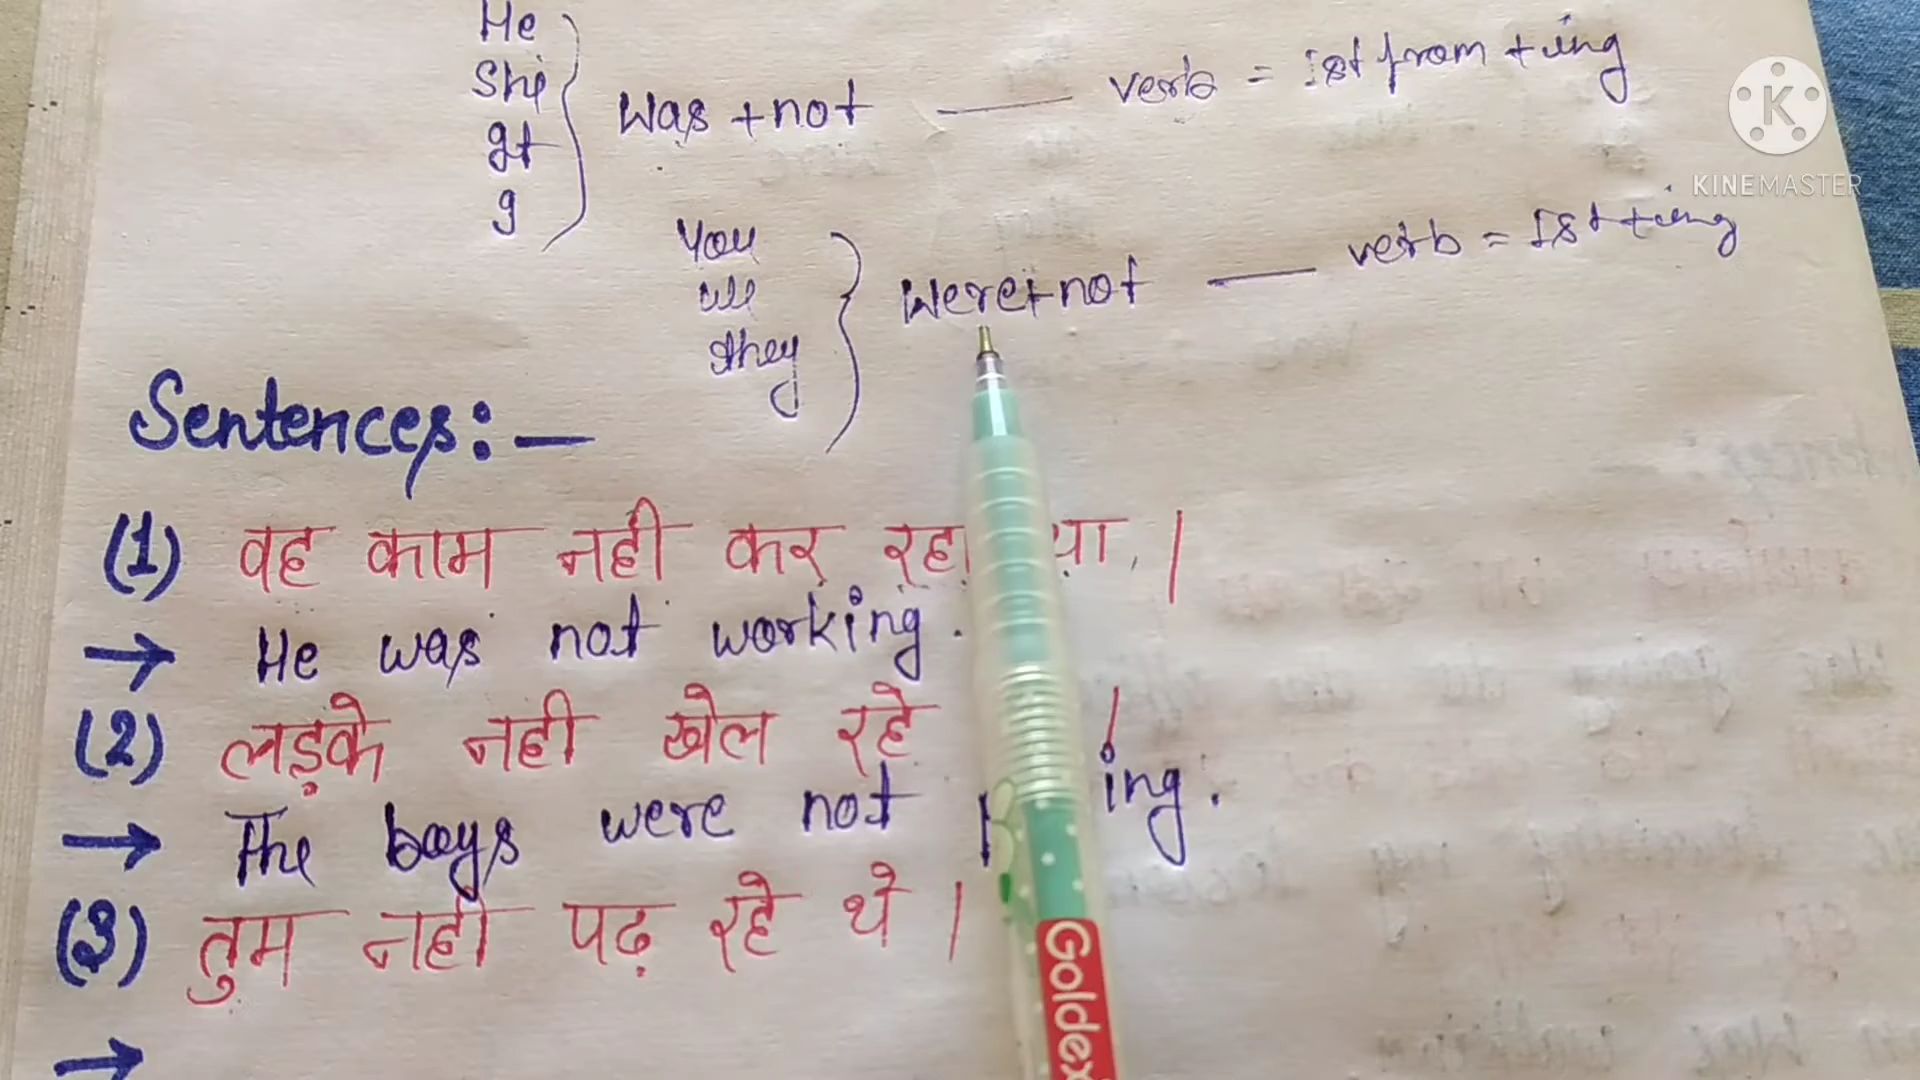 He
She
It
I
was + not — verb = Ist from + ing
KINEMASTER
You
we
they
were + not — verb = Ist + ing
Sentences:—
(1) वह काम नही कर रहा था।
→ He was not working.
(2) लड़के नही खेल रहे ।
→ The boys were not ing.
(3) तुम नही पढ़ रहे थे।
→
Goldex